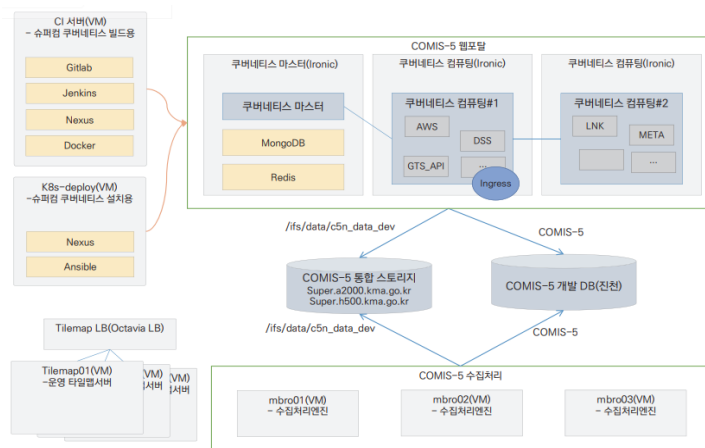 CI 서버(VM)
- 슈퍼컴 쿠버네티스 빌드용
Gitlab
Jenkins
Nexus
Docker
K8s-deploy(VM)
-슈퍼컴 쿠버네티스 설치용
Nexus
Ansible
COMIS-5 웹포탈
쿠버네티스 마스터(Ironic)
쿠버네티스 마스터
MongoDB
Redis
쿠버네티스 컴퓨팅(Ironic)
쿠버네티스 컴퓨팅#1
AWS
DSS
GTS_API
...
Ingress
쿠버네티스 컴퓨팅(Ironic)
쿠버네티스 컴퓨팅#2
LNK
META
...
/ifs/data/c5n_data_dev
COMIS-5
COMIS-5 통합 스토리지
Super.a2000.kma.go.kr
Super.h500.kma.go.kr
COMIS-5 개발 DB(진천)
/ifs/data/c5n_data_dev
COMIS-5
Tilemap LB(Octavia LB)
Tilemap01(VM)
-운영 타일맵서버
(VM)
서버
(VM)
서버
COMIS-5 수집처리
mbro01(VM)
- 수집처리엔진
mbro02(VM)
- 수집처리엔진
mbro03(VM)
- 수집처리엔진